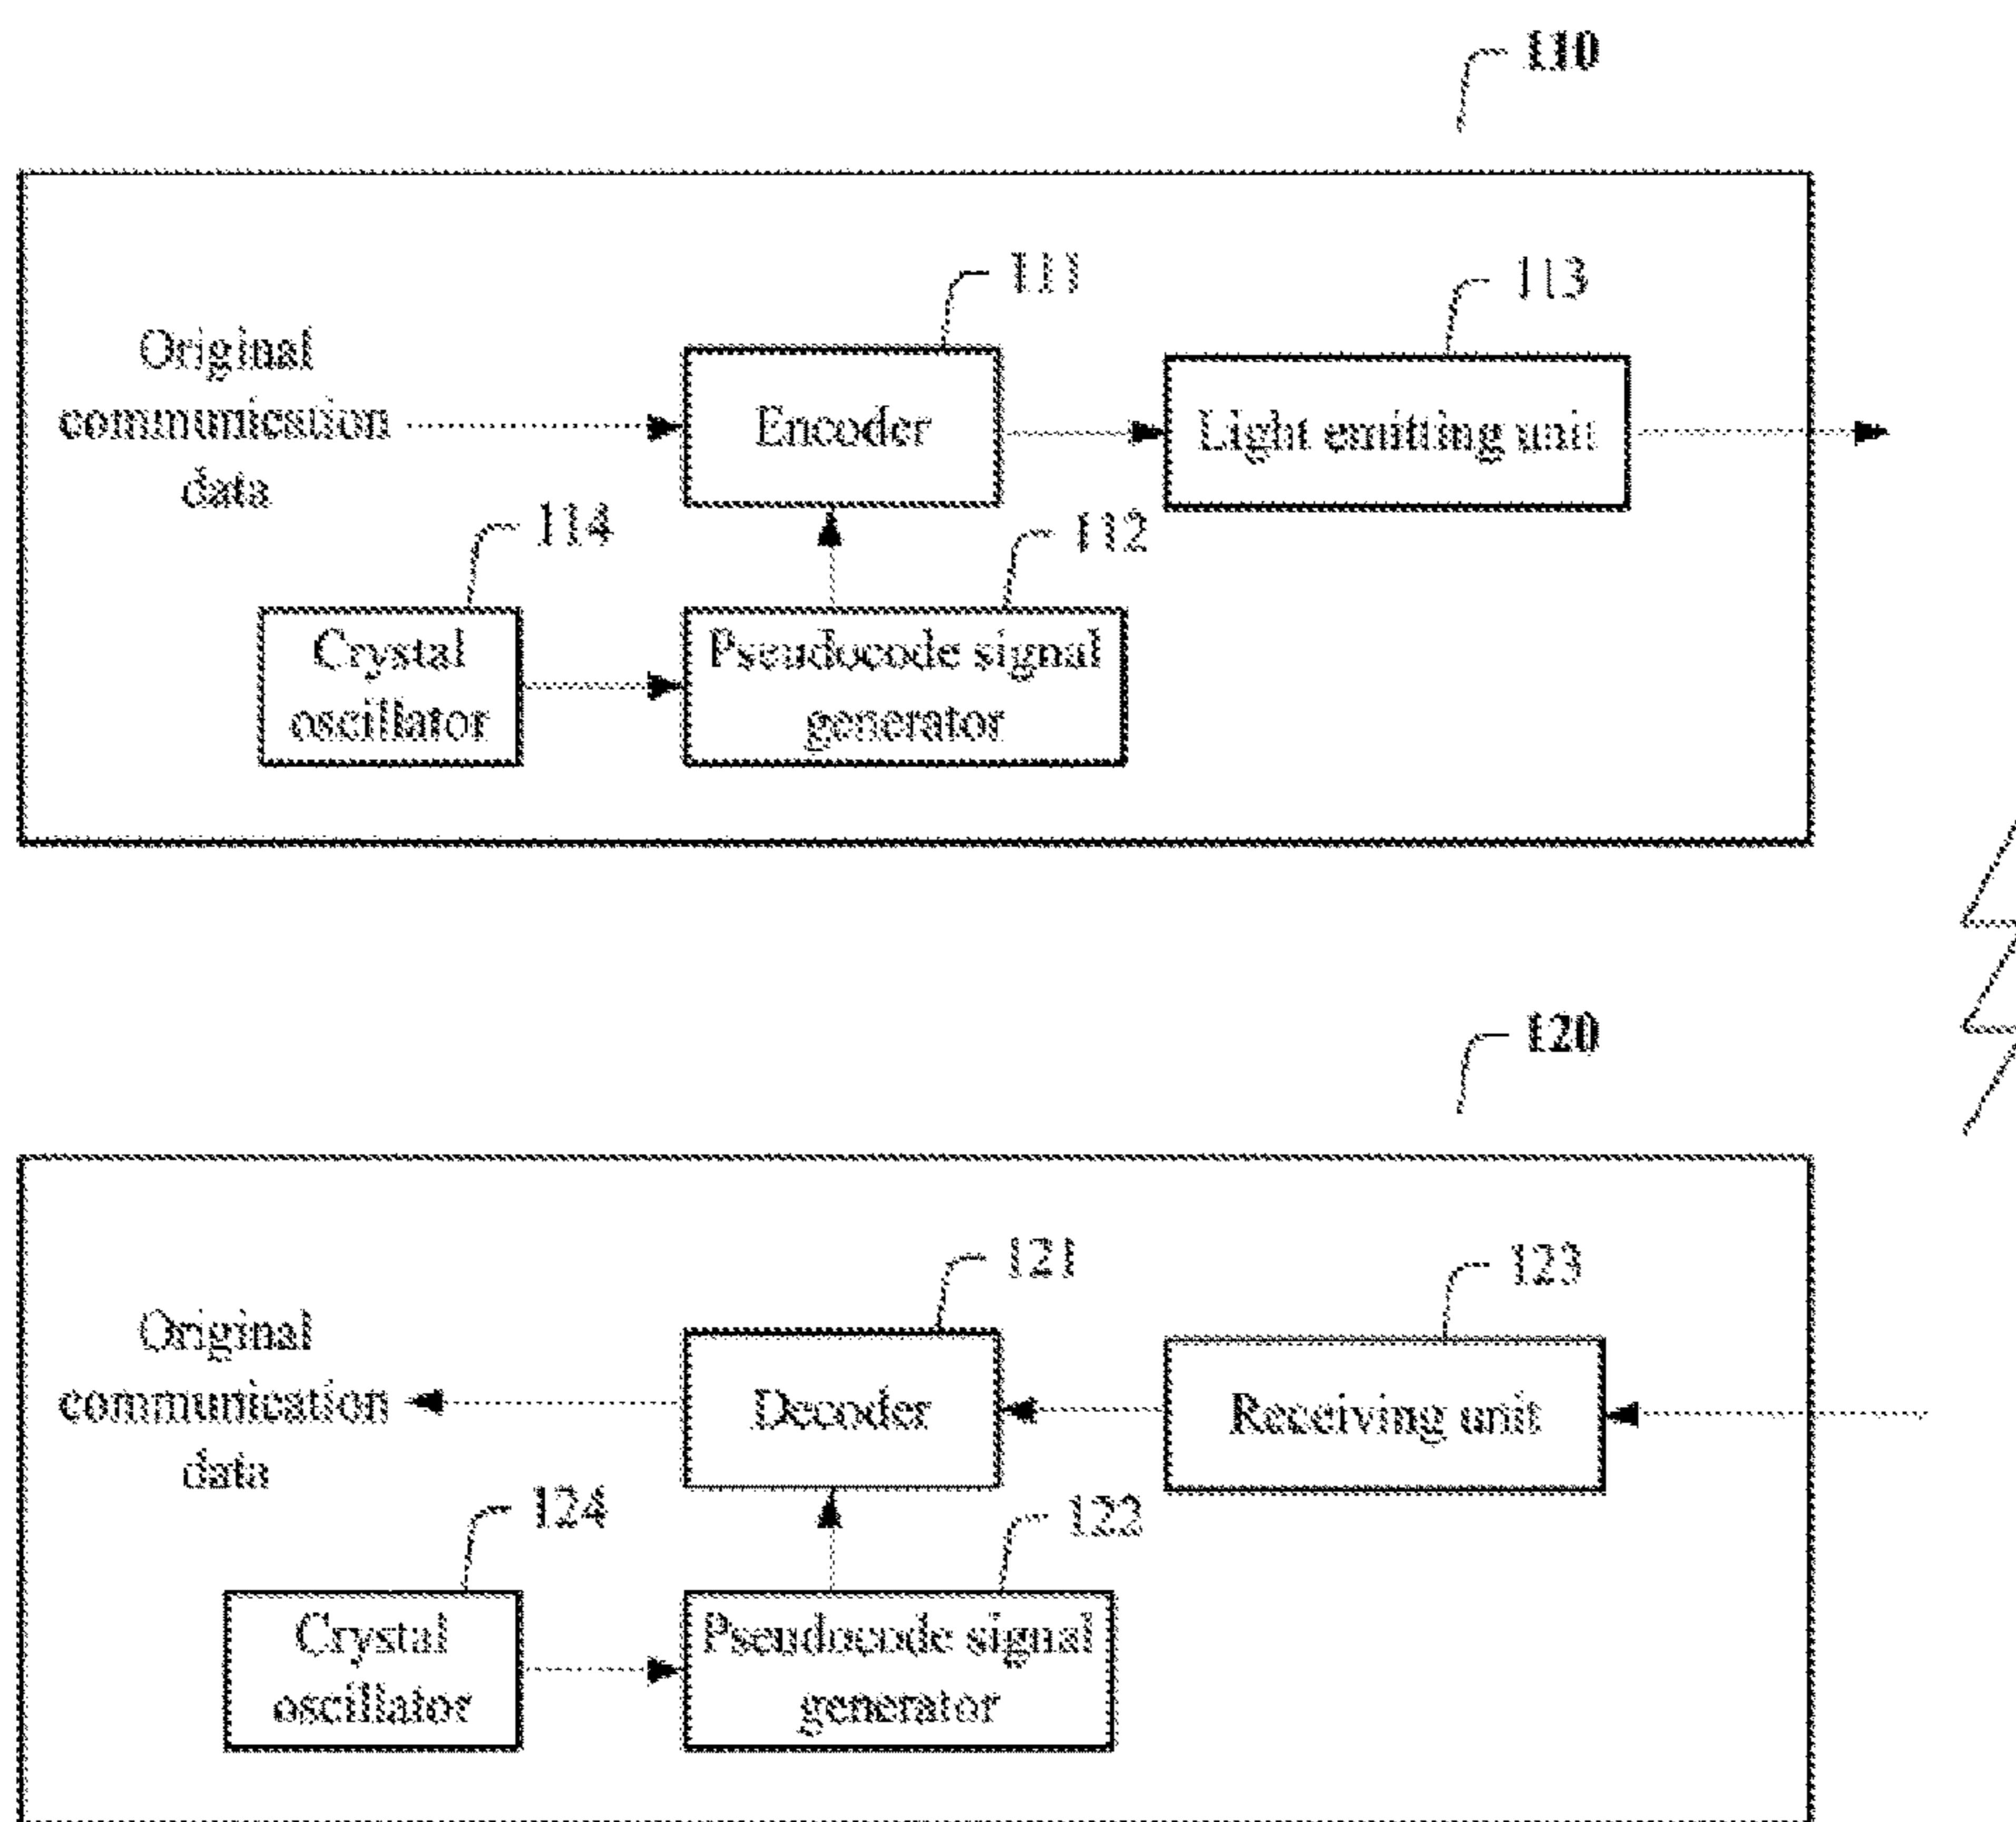 110
111
113
Original
communication
data
Encoder
Light emitting unit
114
112
Crystal
oscillator
Pseudocode signal
generator
120
121
123
Original
communication
data
Decoder
Receiving unit
124
122
Crystal
oscillator
Pseudocode signal
generator